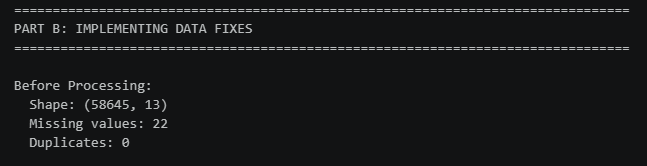 ================================================================================
PART B: IMPLEMENTING DATA FIXES
================================================================================
Before Processing:
  Shape: (58645, 13)
  Missing values: 22
  Duplicates: 0